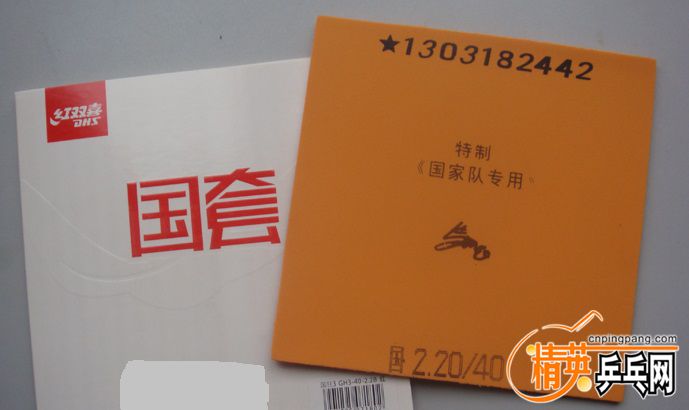 红双喜
DHS
国套
★1303182442
特制
《国家队专用
2.20/40
cnpingpang.com
精英乒乓网